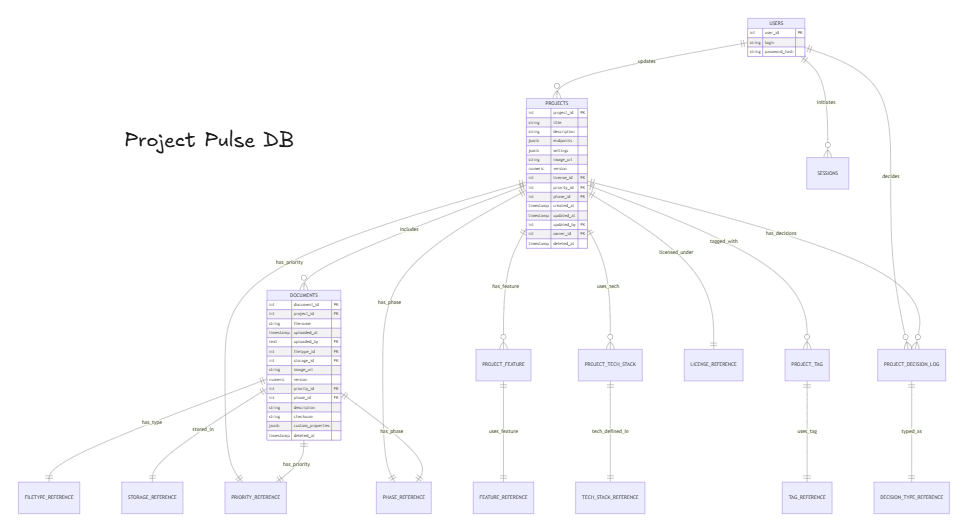 Project Pulse DB
USERS
int user_id PK
string login
string password_hash
updates
initiates
decides
PROJECTS
int project_id PK
string title
string description
jsonb endpoints
jsonb settings
string image_url
numeric version
int license_id FK
int priority_id FK
int phase_id FK
timestamp created_at
timestamp updated_at
int updated_by FK
int owner_id FK
timestamp deleted_at
SESSIONS
has_priority
includes
has_phase
has_feature
uses_tech
licensed_under
tagged_with
has_decisions
DOCUMENTS
int document_id PK
int project_id FK
string filename
timestamp uploaded_at
text uploaded_by FK
int filetype_id FK
int storage_id FK
string image_url
numeric version
int priority_id FK
int phase_id FK
string description
string checksum
jsonb custom_properties
timestamp deleted_at
PROJECT_FEATURE
PROJECT_TECH_STACK
LICENSE_REFERENCE
PROJECT_TAG
PROJECT_DECISION_LOG
has_type
stored_in
has_priority
has_phase
uses_feature
tech_defined_in
uses_tag
typed_as
FILETYPE_REFERENCE
STORAGE_REFERENCE
PRIORITY_REFERENCE
PHASE_REFERENCE
FEATURE_REFERENCE
TECH_STACK_REFERENCE
TAG_REFERENCE
DECISION_TYPE_REFERENCE